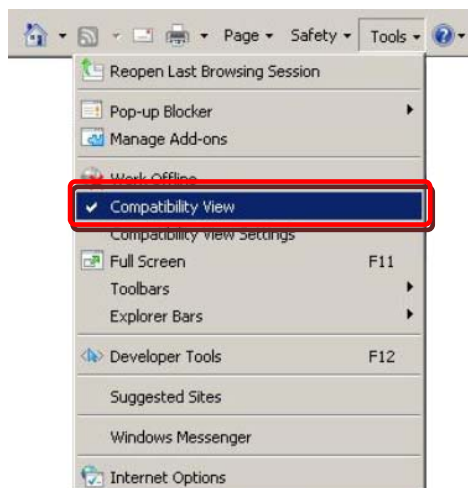 Page Safety Tools
Reopen Last Browsing Session
Pop-up Blocker
Manage Add-ons
Work Offline
Compatibility View
Compatibility View Settings
Full Screen F11
Toolbars
Explorer Bars
Developer Tools F12
Suggested Sites
Windows Messenger
Internet Options